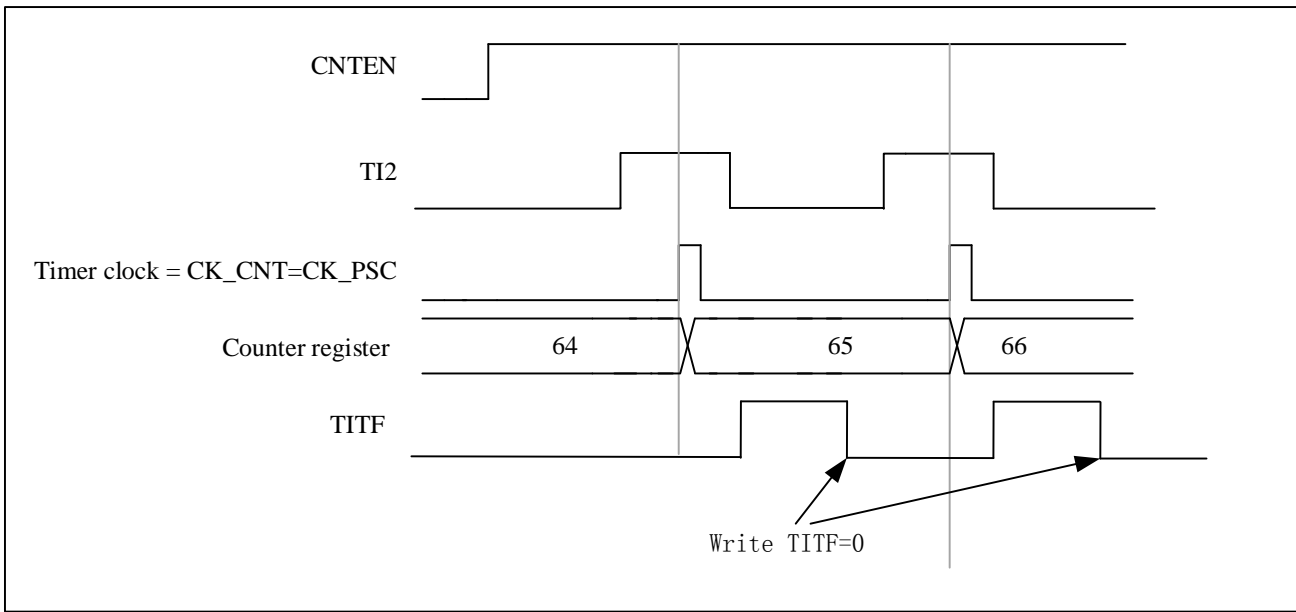 CNTEN
TI2
Timer clock = CK_CNT=CK_PSC
Counter register 64 65 66
TITF
Write TITF=0